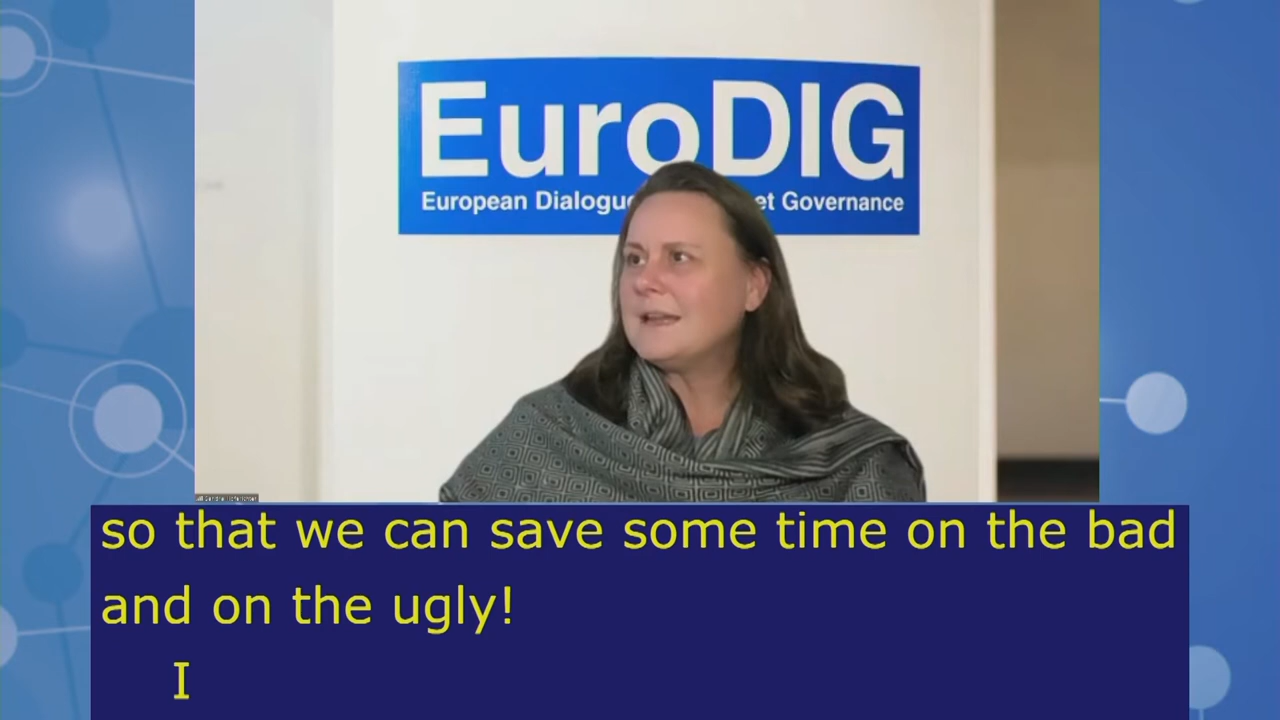 EuroDIG
European Dialogu et Governance
so that we can save some time on the bad
and on the ugly!
I